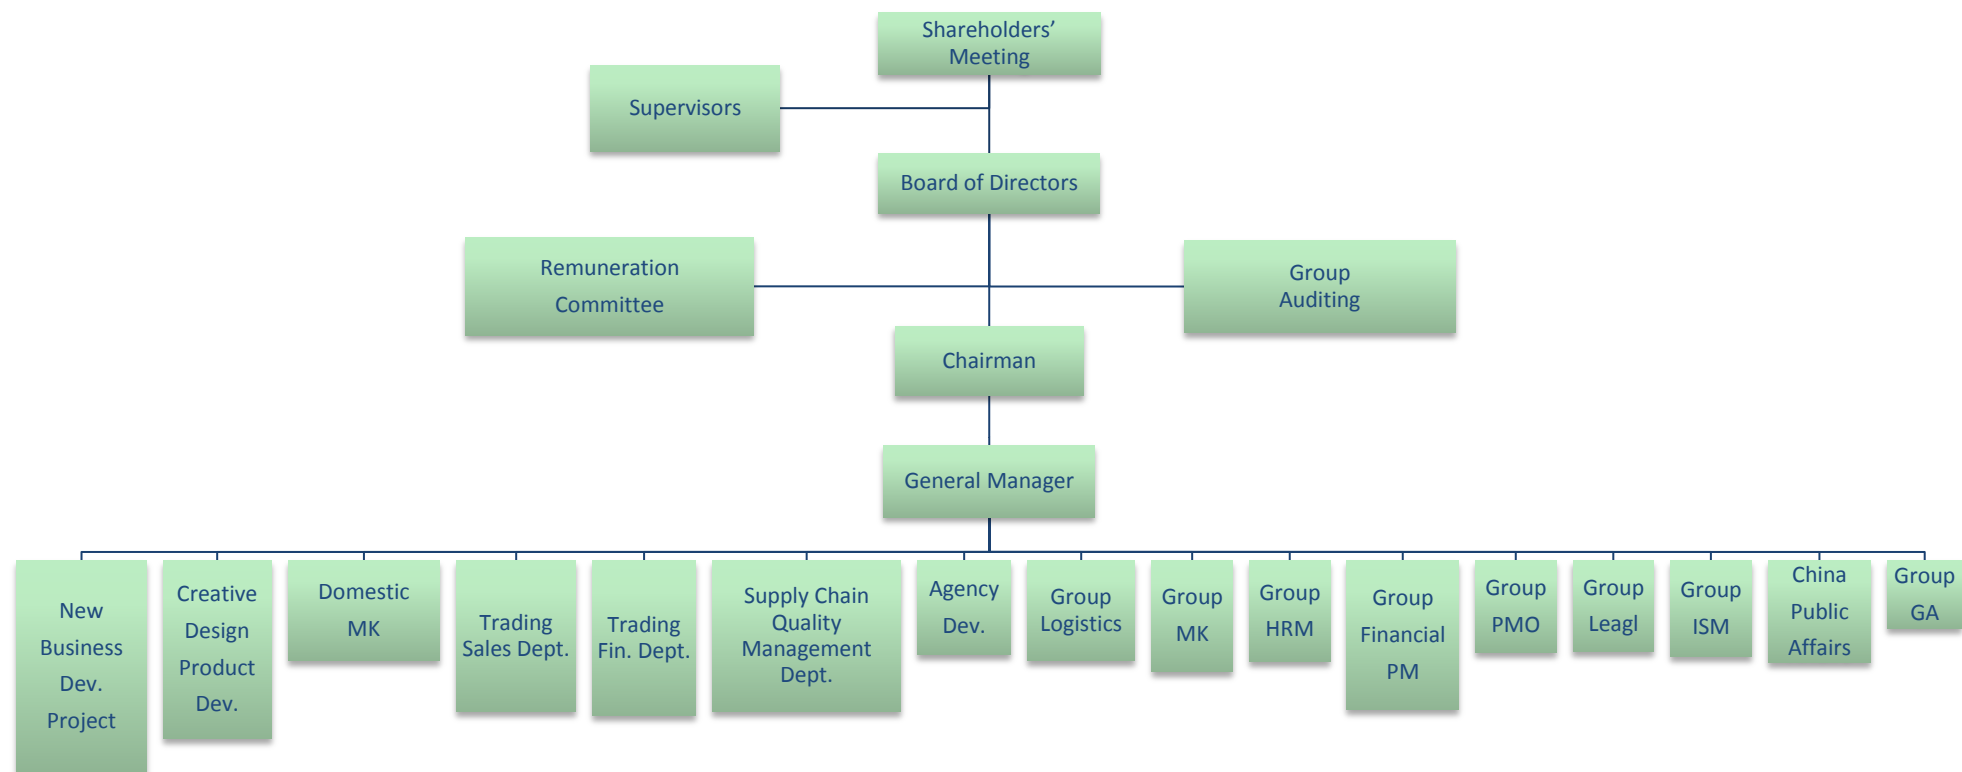 Shareholders’
Meeting
Supervisors
Board of Directors
Remuneration
Committee
Group
Auditing
Chairman
General Manager
New
Business
Dev.
Project
Creative
Design
Product
Dev.
Domestic
MK
Trading
Sales Dept.
Trading
Fin. Dept.
Supply Chain
Quality
Management
Dept.
Agency
Dev.
Group
Logistics
Group
MK
Group
HRM
Group
Financial
PM
Group
PMO
Group
Leagl
Group
ISM
China
Public
Affairs
Group
GA